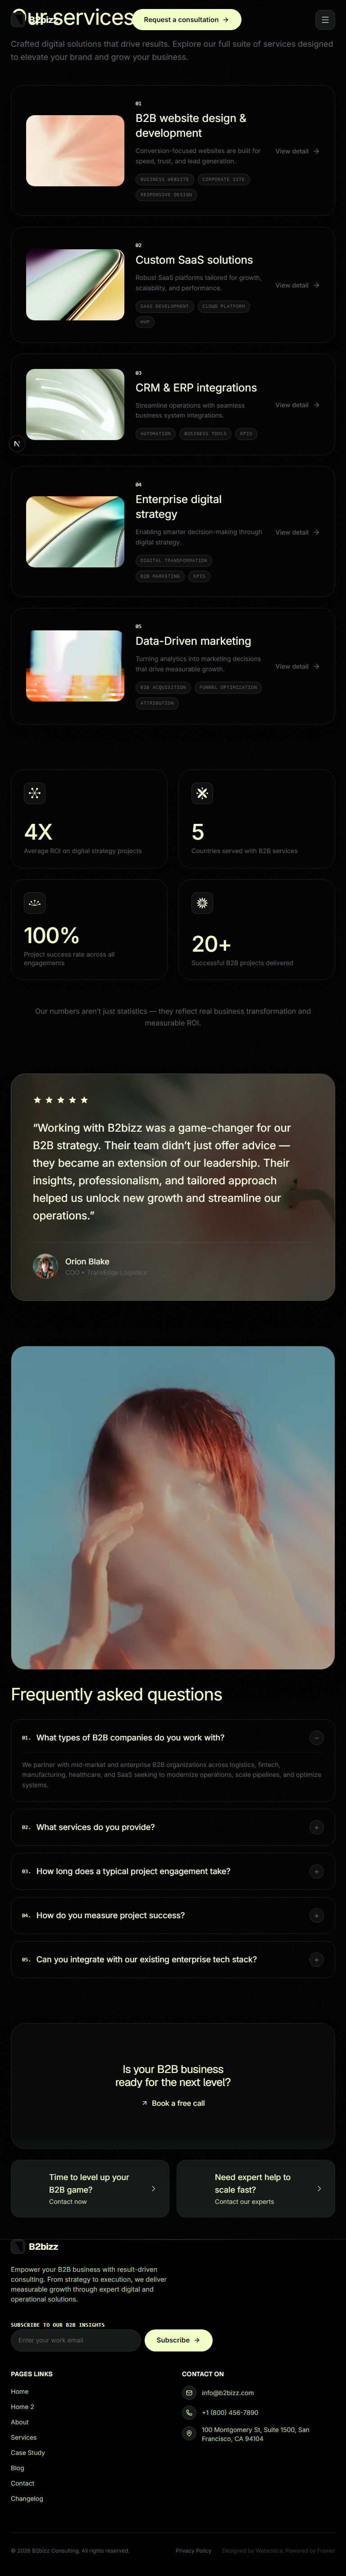 Our services
B2bizz
Request a consultation
Crafted digital solutions that drive results. Explore our full suite of services designed
to elevate your brand and grow your business.
01
B2B website design &
development
Conversion-focused websites are built for
speed, trust, and lead generation.
View detail
BUSINESS WEBSITE
CORPORATE SITE
RESPONSIVE DESIGN
02
Custom SaaS solutions
Robust SaaS platforms tailored for growth,
scalability, and performance.
View detail
SAAS DEVELOPMENT
CLOUD PLATFORM
MVP
03
CRM & ERP integrations
Streamline operations with seamless
business system integrations.
View detail
AUTOMATION
BUSINESS TOOLS
KPIS
N
04
Enterprise digital
strategy
Enabling smarter decision-making through
digital strategy.
View detail
DIGITAL TRANSFORMATION
B2B MARKETING
KPIS
05
Data-Driven marketing
Turning analytics into marketing decisions
that drive measurable growth.
View detail
B2B ACQUISITION
FUNNEL OPTIMIZATION
ATTRIBUTION
4X
Average ROI on digital strategy projects
5
Countries served with B2B services
100%
Project success rate across all
engagements
20+
Successful B2B projects delivered
Our numbers aren't just statistics — they reflect real business transformation and
measurable ROI.
“Working with B2bizz was a game-changer for our
B2B strategy. Their team didn’t just offer advice —
they became an extension of our leadership. Their
insights, professionalism, and tailored approach
helped us unlock new growth and streamline our
operations.”
Orion Blake
COO • TransEdge Logistics
Frequently asked questions
01. What types of B2B companies do you work with?
We partner with mid-market and enterprise B2B organizations across logistics, fintech,
manufacturing, healthcare, and SaaS seeking to modernize operations, scale pipelines, and optimize
systems.
02. What services do you provide?
03. How long does a typical project engagement take?
04. How do you measure project success?
05. Can you integrate with our existing enterprise tech stack?
Is your B2B business
ready for the next level?
Book a free call
Time to level up your
B2B game?
Contact now
Need expert help to
scale fast?
Contact our experts
B2bizz
Empower your B2B business with result-driven
consulting. From strategy to execution, we deliver
measurable growth through expert digital and
operational solutions.
SUBSCRIBE TO OUR B2B INSIGHTS
Enter your work email
Subscribe
PAGES LINKS
Home
Home 2
About
Services
Case Study
Blog
Contact
Changelog
CONTACT ON
info@b2bizz.com
+1 (800) 456-7890
100 Montgomery St, Suite 1500, San
Francisco, CA 94104
© 2026 B2bizz Consulting. All rights reserved.
Privacy Policy
Designed by Webestica, Powered by Framer